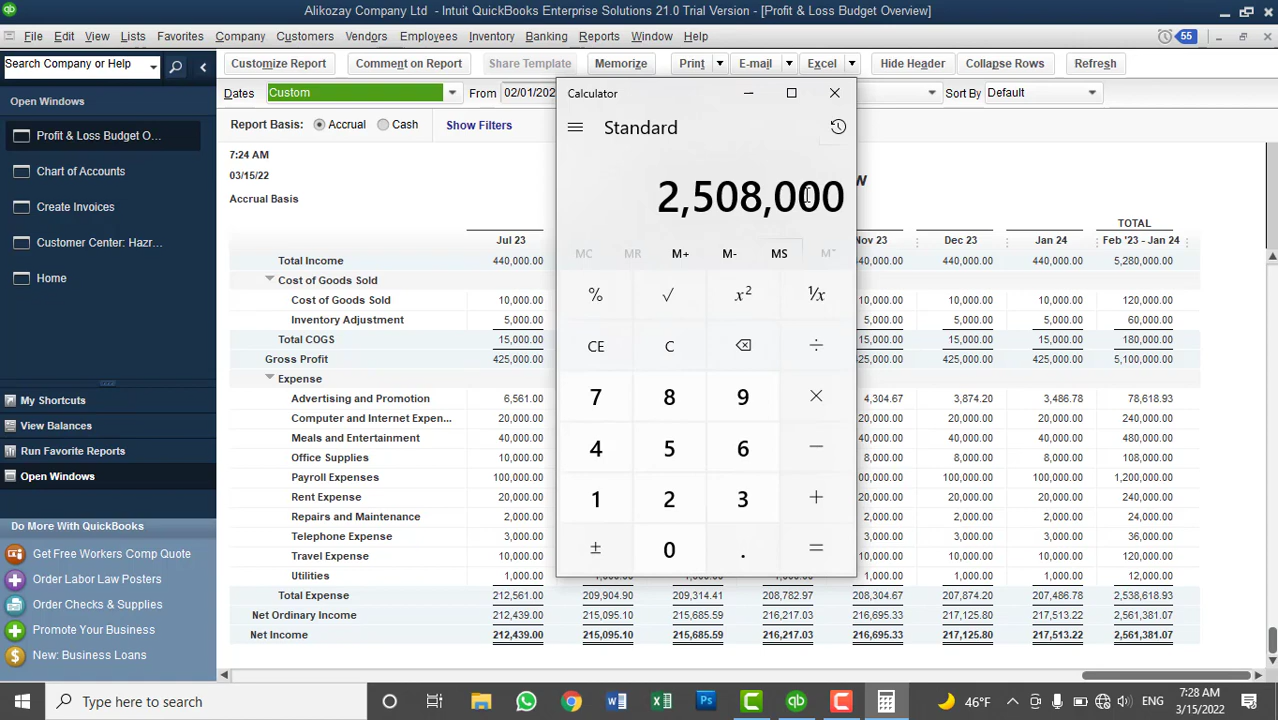 Alikozay Company Ltd - Intuit QuickBooks Enterprise Solutions 21.0 Trial Version - [Profit & Loss Budget Overview]
File Edit View Lists Favorites Company Customers Vendors Employees Inventory Banking Reports Window Help 55
Search Company or Help
Customize Report Comment on Report Share Template Memorize Print E-mail Excel Hide Header Collapse Rows Refresh
Dates Custom From 02/01/202 Sort By Default
Report Basis: Accrual Cash Show Filters
Open Windows
Profit & Loss Budget O...
Chart of Accounts
Create Invoices
Customer Center: Hazr...
Home
My Shortcuts
View Balances
Run Favorite Reports
Open Windows
Do More With QuickBooks
Get Free Workers Comp Quote
Order Labor Law Posters
Order Checks & Supplies
Promote Your Business
New: Business Loans
7:24 AM
03/15/22
Accrual Basis
TOTAL
Jul 23 Nov 23 Dec 23 Jan 24 Feb '23 - Jan 24
Total Income 440,000.00 440,000.00 440,000.00 440,000.00 5,280,000.00
Cost of Goods Sold
Cost of Goods Sold 10,000.00 10,000.00 10,000.00 10,000.00 120,000.00
Inventory Adjustment 5,000.00 5,000.00 5,000.00 5,000.00 60,000.00
Total COGS 15,000.00 15,000.00 15,000.00 15,000.00 180,000.00
Gross Profit 425,000.00 425,000.00 425,000.00 425,000.00 5,100,000.00
Expense
Advertising and Promotion 6,561.00 4,304.67 3,874.20 3,486.78 78,618.93
Computer and Internet Expen... 20,000.00 20,000.00 20,000.00 20,000.00 240,000.00
Meals and Entertainment 40,000.00 40,000.00 40,000.00 40,000.00 480,000.00
Office Supplies 10,000.00 8,000.00 8,000.00 8,000.00 108,000.00
Payroll Expenses 100,000.00 00,000.00 100,000.00 100,000.00 1,200,000.00
Rent Expense 20,000.00 20,000.00 20,000.00 20,000.00 240,000.00
Repairs and Maintenance 2,000.00 2,000.00 2,000.00 2,000.00 24,000.00
Telephone Expense 3,000.00 3,000.00 3,000.00 3,000.00 36,000.00
Travel Expense 10,000.00 10,000.00 10,000.00 10,000.00 120,000.00
Utilities 1,000.00 1,000.00 1,000.00 1,000.00 1,000.00 1,000.00 1,000.00 12,000.00
Total Expense 212,561.00 209,904.90 209,314.41 208,782.97 208,304.67 207,874.20 207,486.78 2,538,618.93
Net Ordinary Income 212,439.00 215,095.10 215,685.59 216,217.03 216,695.33 217,125.80 217,513.22 2,561,381.07
Net Income 212,439.00 215,095.10 215,685.59 216,217.03 216,695.33 217,125.80 217,513.22 2,561,381.07
Calculator
Standard
2,508,000
MC MR M+ M- MS M˅
% √ x² ¹/x
CE C ÷
7 8 9 ×
4 5 6 −
1 2 3 +
± 0 . =
Type here to search
46°F ENG 7:28 AM
3/15/2022